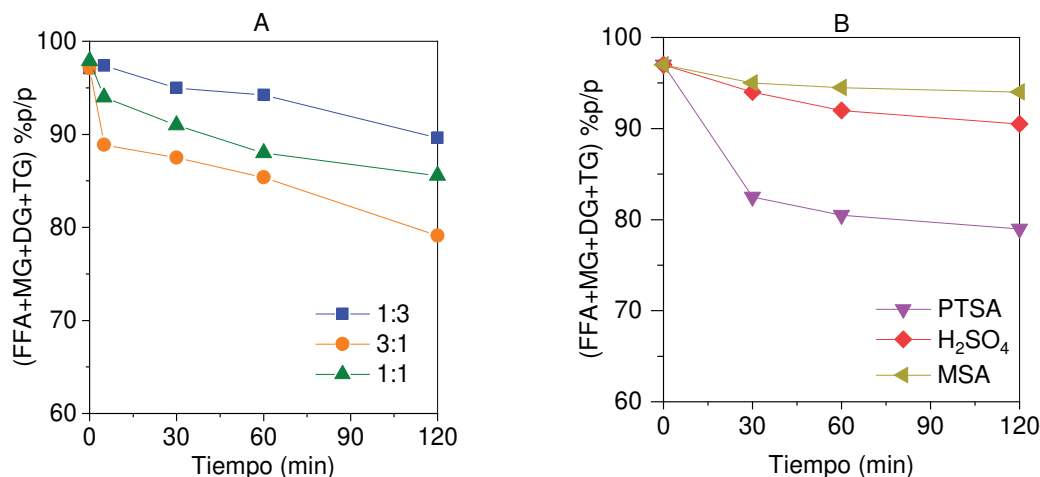 A
(FFA+MG+DG+TG) %p/p
100
90
80
70
60
0 30 60 90 120
Tiempo (min)
1:3
3:1
1:1
B
(FFA+MG+DG+TG) %p/p
100
90
80
70
60
0 30 60 90 120
Tiempo (min)
PTSA
H₂SO₄
MSA